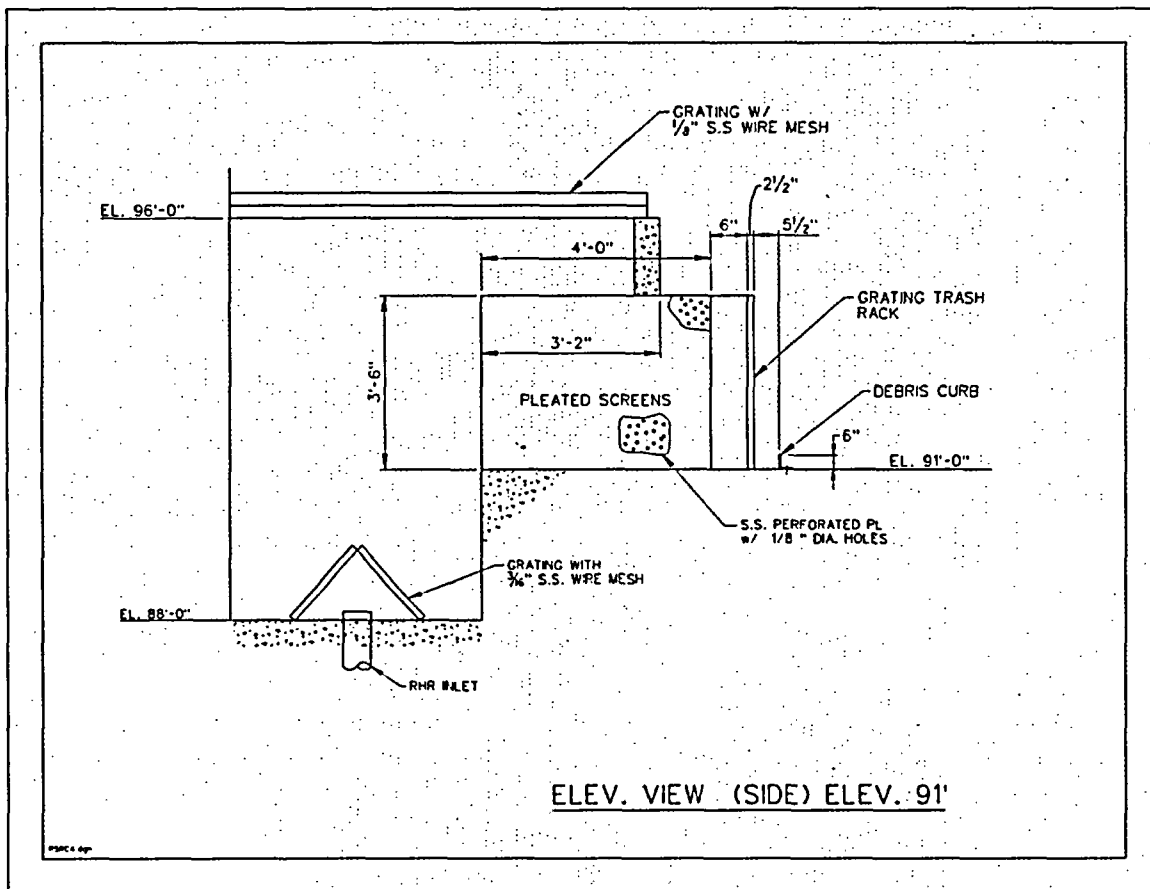 GRATING W/
1/8" S.S WIRE MESH
2 1/2"
EL. 96'-0"
6"
5 1/2"
4'-0"
GRATING TRASH
RACK
3'-2"
3'-6"
PLEATED SCREENS
DEBRIS CURB
6"
EL. 91'-0"
S.S. PERFORATED PL
w/ 1/8 " DIA. HOLES
GRATING WITH
3/16" S.S. WIRE MESH
EL. 88'-0"
RHR INLET
ELEV. VIEW (SIDE) ELEV. 91'